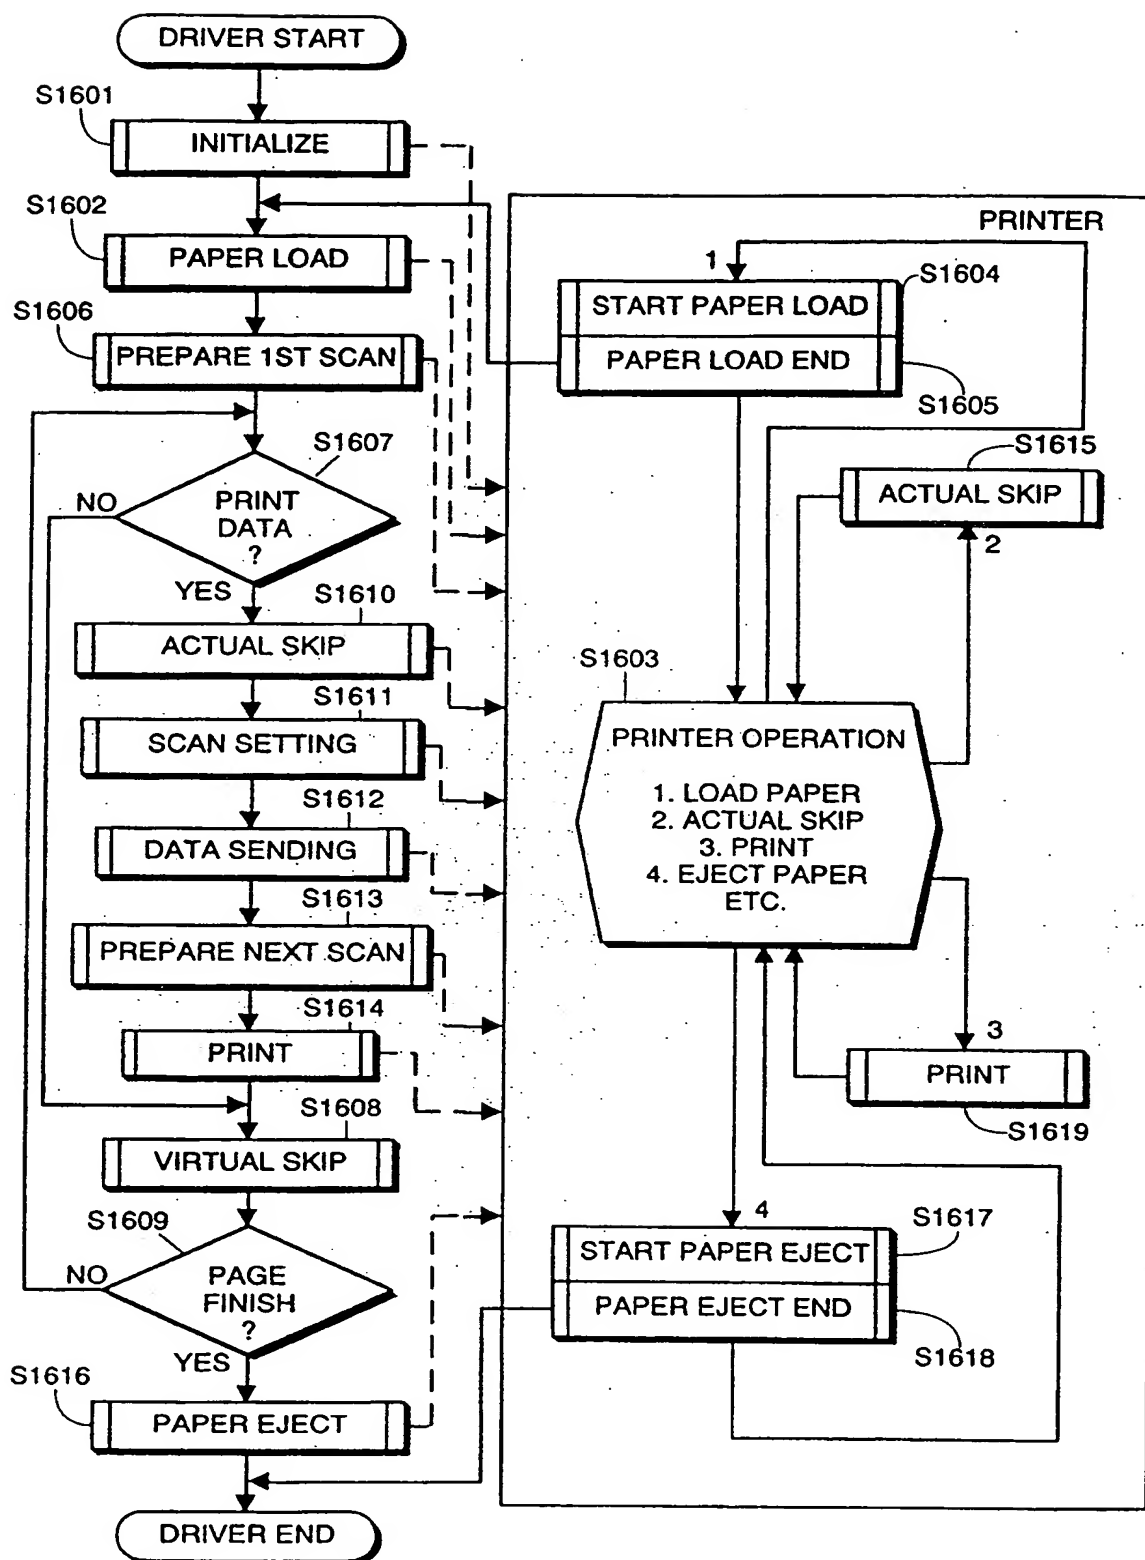 DRIVER START
S1601
INITIALIZE
S1602
PAPER LOAD
S1606
PREPARE 1ST SCAN
S1607
PRINT
DATA
?
NO
YES
S1610
ACTUAL SKIP
S1611
SCAN SETTING
S1612
DATA SENDING
S1613
PREPARE NEXT SCAN
S1614
PRINT
S1608
VIRTUAL SKIP
S1609
PAGE
FINISH
?
NO
YES
S1616
PAPER EJECT
DRIVER END
PRINTER
1
S1604
START PAPER LOAD
PAPER LOAD END
S1605
S1615
ACTUAL SKIP
2
S1603
PRINTER OPERATION
1. LOAD PAPER
2. ACTUAL SKIP
3. PRINT
4. EJECT PAPER
ETC.
3
PRINT
S1619
4
S1617
START PAPER EJECT
PAPER EJECT END
S1618